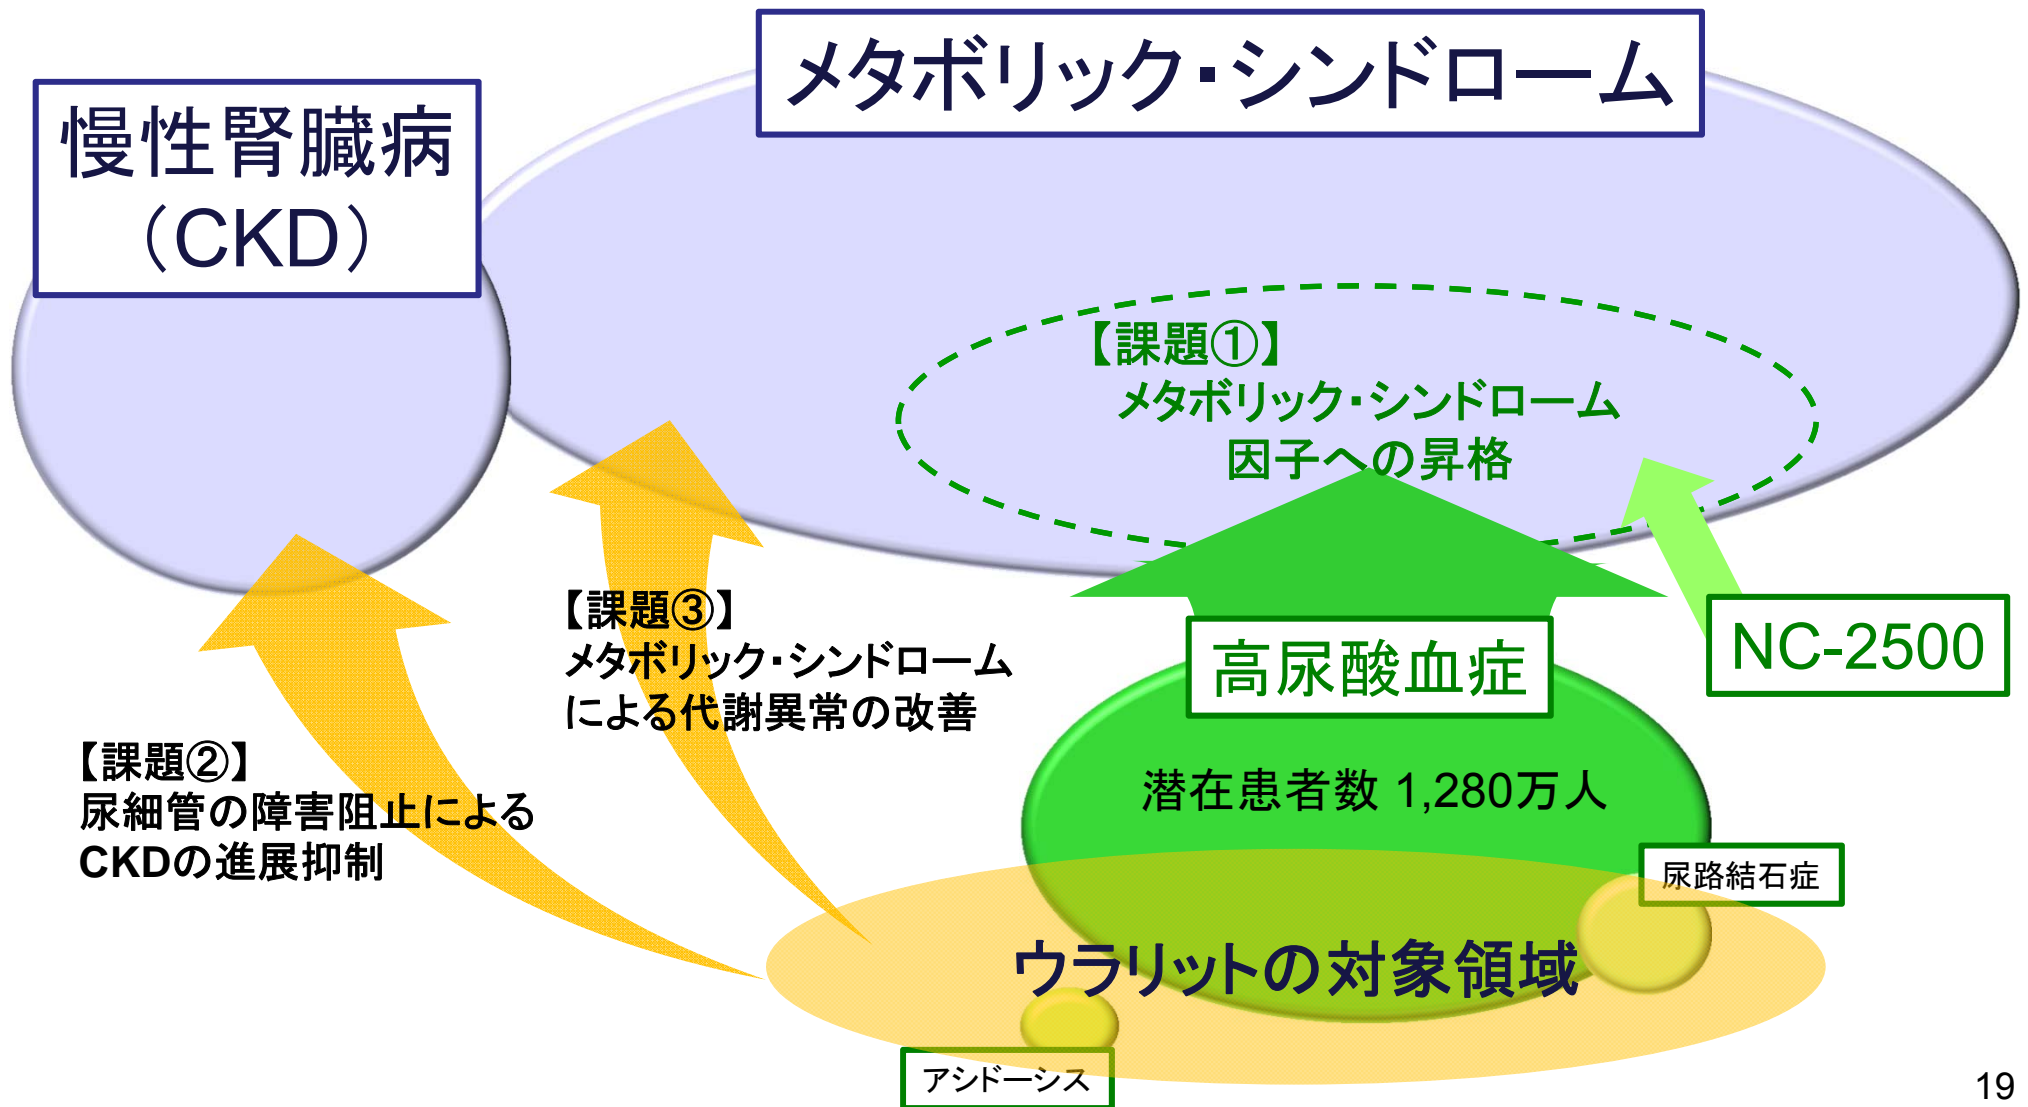 メタボリック・シンドローム
慢性腎臓病
（CKD）
【課題①】
メタボリック・シンドローム
因子への昇格
【課題③】
メタボリック・シンドローム
による代謝異常の改善
NC-2500
高尿酸血症
潜在患者数 1,280万人
【課題②】
尿細管の障害阻止による
CKDの進展抑制
尿路結石症
ウラリットの対象領域
アシドーシス
19